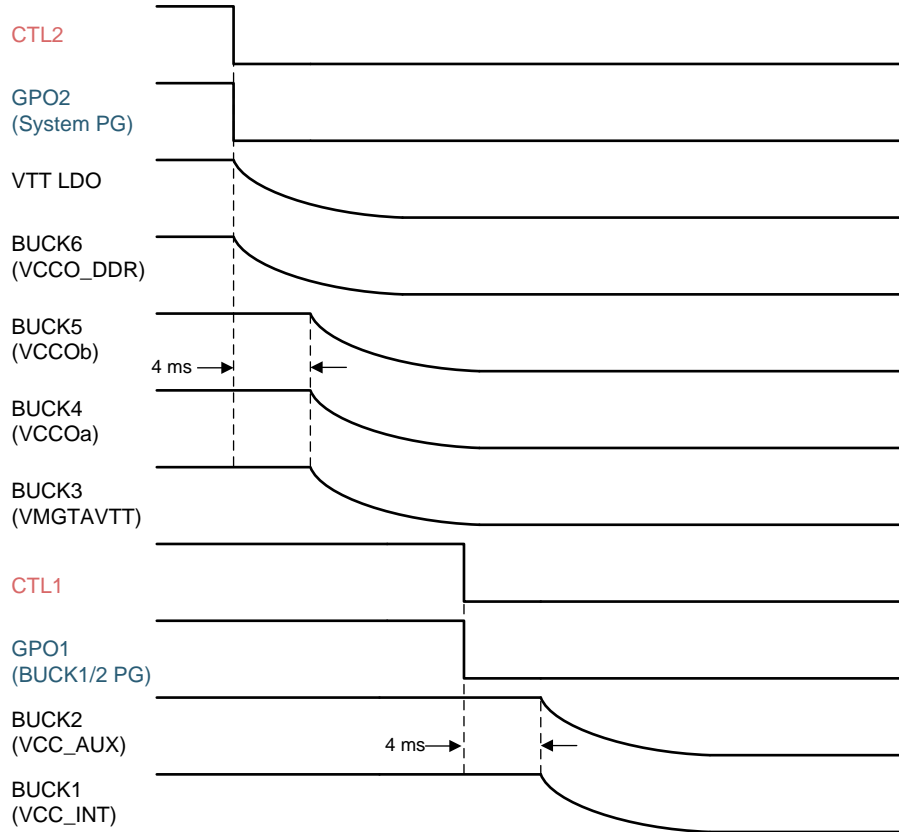 CTL2
GPO2
(System PG)
VTT LDO
BUCK6
(VCCO_DDR)
BUCK5
(VCCOb)
4 ms
BUCK4
(VCCOa)
BUCK3
(VMGTAVTT)
CTL1
GPO1
(BUCK1/2 PG)
BUCK2
(VCC_AUX)
4 ms
BUCK1
(VCC_INT)